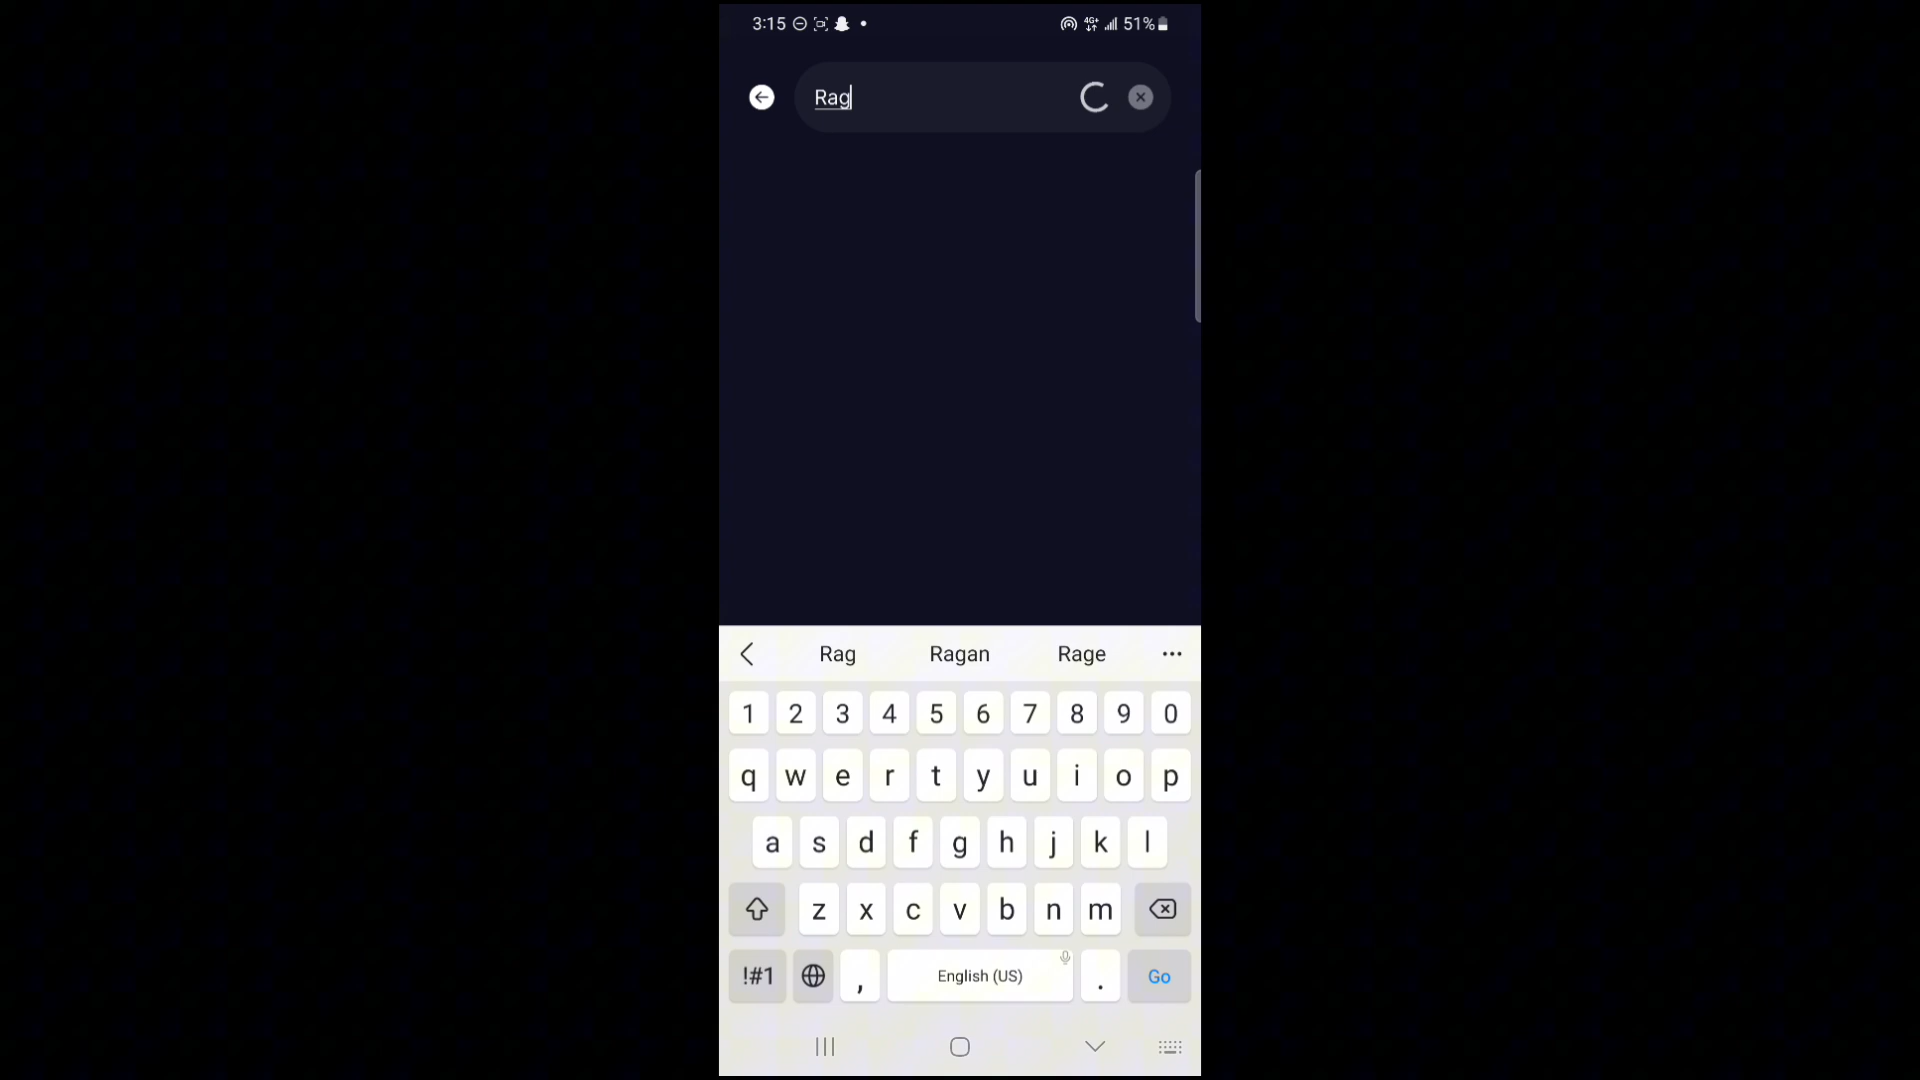 3:15 4G+ 51%
Rag
Rag Ragan Rage
1 2 3 4 5 6 7 8 9 0
q w e r t y u i o p
a s d f g h j k l
z x c v b n m
!#1 , English (US) . Go